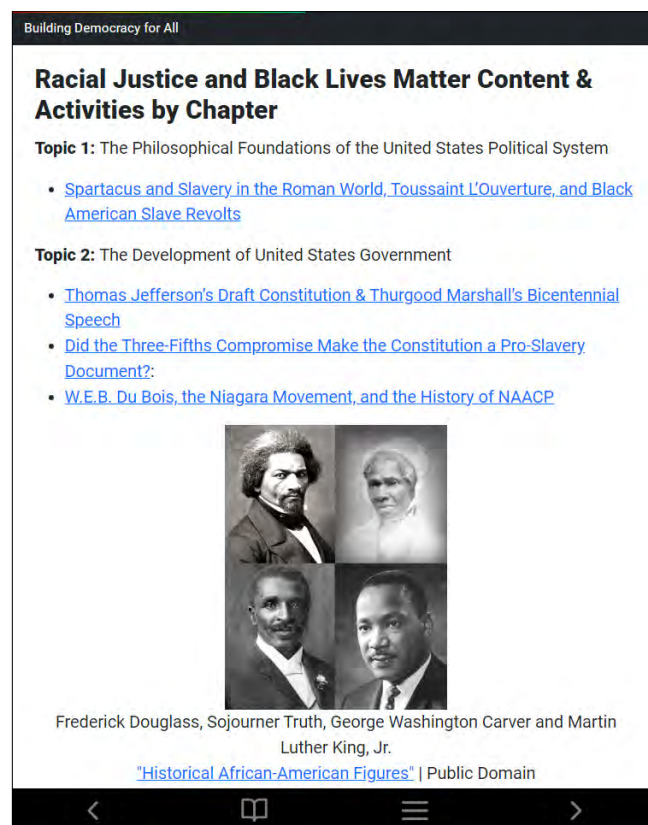 Building Democracy for All
Racial Justice and Black Lives Matter Content &
Activities by Chapter
Topic 1: The Philosophical Foundations of the United States Political System
• Spartacus and Slavery in the Roman World, Toussaint L'Ouverture, and Black
American Slave Revolts
Topic 2: The Development of United States Government
• Thomas Jefferson's Draft Constitution & Thurgood Marshall's Bicentennial
Speech
• Did the Three-Fifths Compromise Make the Constitution a Pro-Slavery
Document?:
• W.E.B. Du Bois, the Niagara Movement, and the History of NAACP
Frederick Douglass, Sojourner Truth, George Washington Carver and Martin
Luther King, Jr.
"Historical African-American Figures" | Public Domain